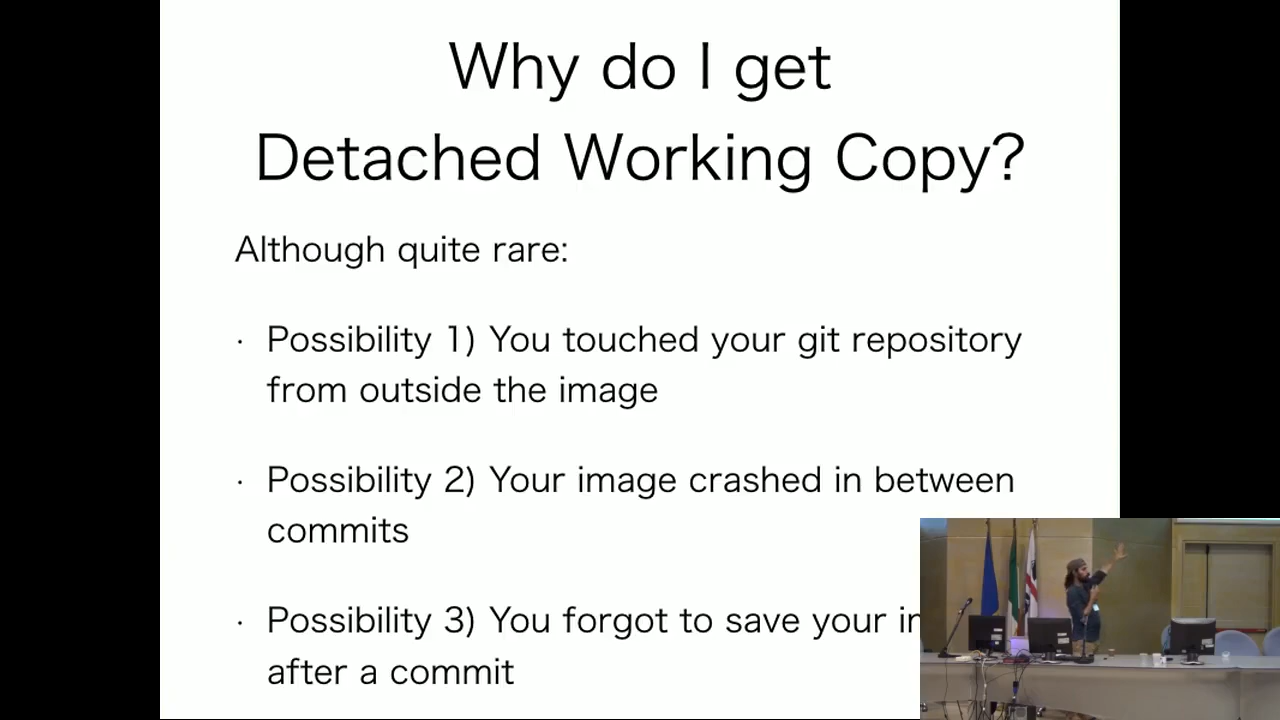 Why do I get
Detached Working Copy?
Although quite rare:
· Possibility 1) You touched your git repository
from outside the image
· Possibility 2) Your image crashed in between
commits
· Possibility 3) You forgot to save your
after a commit